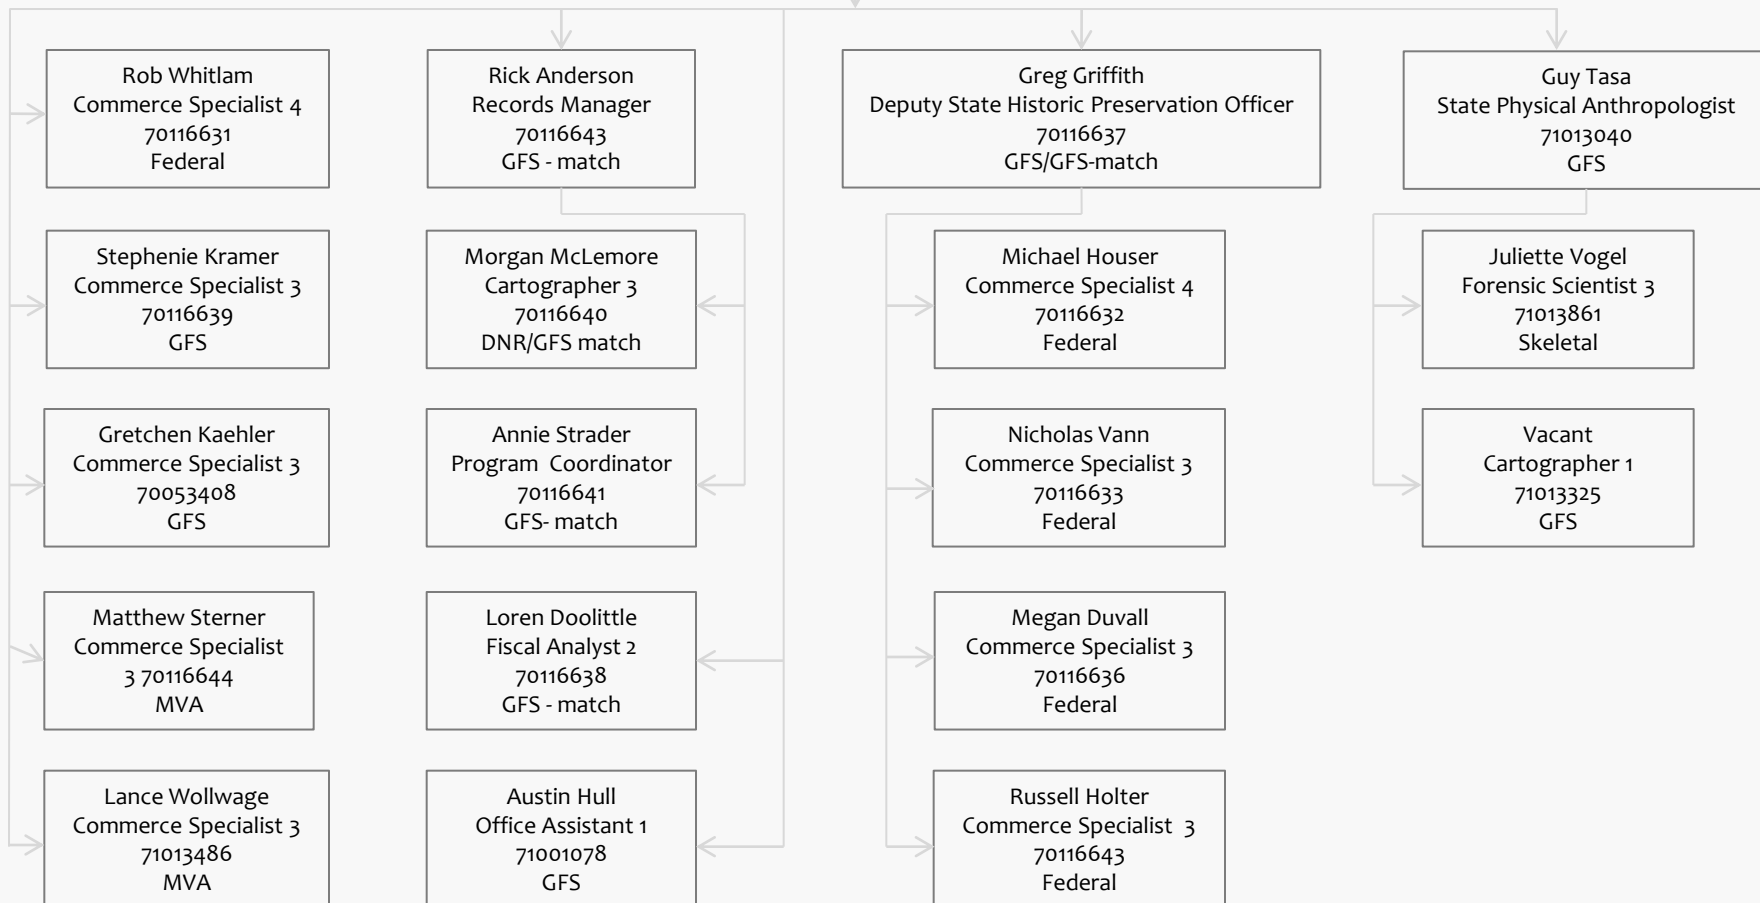 Rob Whitlam
Commerce Specialist 4
70116631
Federal
Rick Anderson
Records Manager
70116643
GFS - match
Greg Griffith
Deputy State Historic Preservation Officer
70116637
GFS/GFS-match
Guy Tasa
State Physical Anthropologist
71013040
GFS
Stephenie Kramer
Commerce Specialist 3
70116639
GFS
Morgan McLemore
Cartographer 3
70116640
DNR/GFS match
Michael Houser
Commerce Specialist 4
70116632
Federal
Juliette Vogel
Forensic Scientist 3
71013861
Skeletal
Gretchen Kaehler
Commerce Specialist 3
70053408
GFS
Annie Strader
Program  Coordinator
70116641
GFS- match
Nicholas Vann
Commerce Specialist 3
70116633
Federal
Vacant
Cartographer 1
71013325
GFS
Matthew Sterner
Commerce Specialist
3 70116644
MVA
Loren Doolittle
Fiscal Analyst 2
70116638
GFS - match
Megan Duvall
Commerce Specialist 3
70116636
Federal
Lance Wollwage
Commerce Specialist 3
71013486
MVA
Austin Hull
Office Assistant 1
71001078
GFS
Russell Holter
Commerce Specialist  3
70116643
Federal